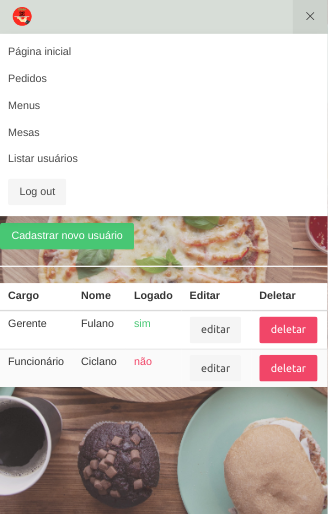 Página inicial
Pedidos
Menus
Mesas
Listar usuários
Log out
Cadastrar novo usuário
Cargo Nome Logado Editar Deletar
Gerente Fulano sim editar deletar
Funcionário Ciclano não editar deletar